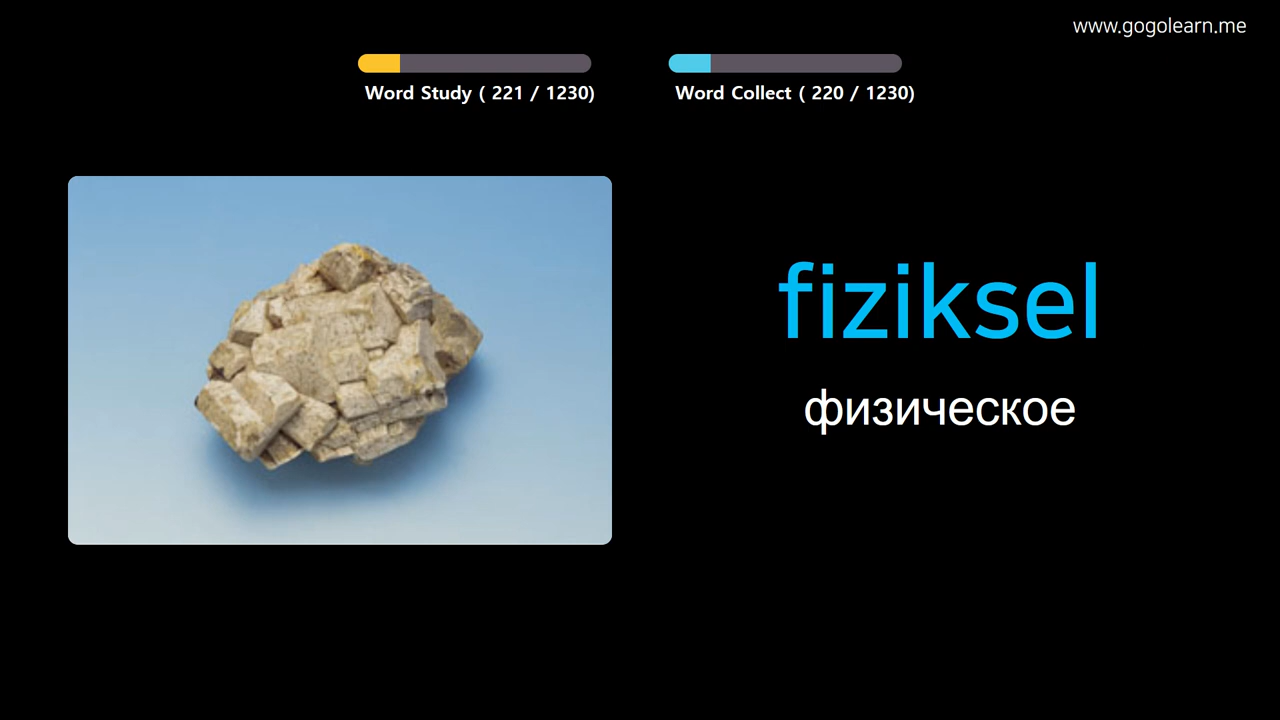 www.gogolearn.me
Word Study ( 221 / 1230)
Word Collect ( 220 / 1230)
fiziksel
физическое